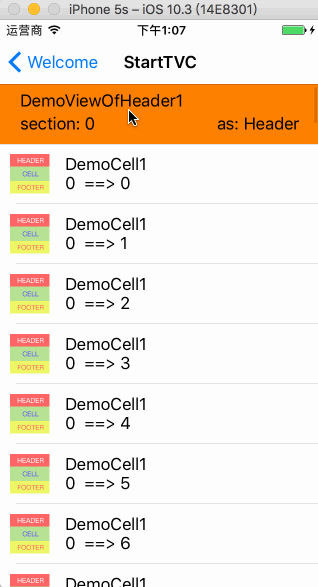 iPhone 5s – iOS 10.3 (14E8301)
运营商 下午1:07
Welcome StartTVC
DemoViewOfHeader1
section: 0 as: Header
HEADER
CELL
FOOTER
DemoCell1
0 ==> 0
HEADER
CELL
FOOTER
DemoCell1
0 ==> 1
HEADER
CELL
FOOTER
DemoCell1
0 ==> 2
HEADER
CELL
FOOTER
DemoCell1
0 ==> 3
HEADER
CELL
FOOTER
DemoCell1
0 ==> 4
HEADER
CELL
FOOTER
DemoCell1
0 ==> 5
HEADER
CELL
FOOTER
DemoCell1
0 ==> 6
HEADER
DemoCell1